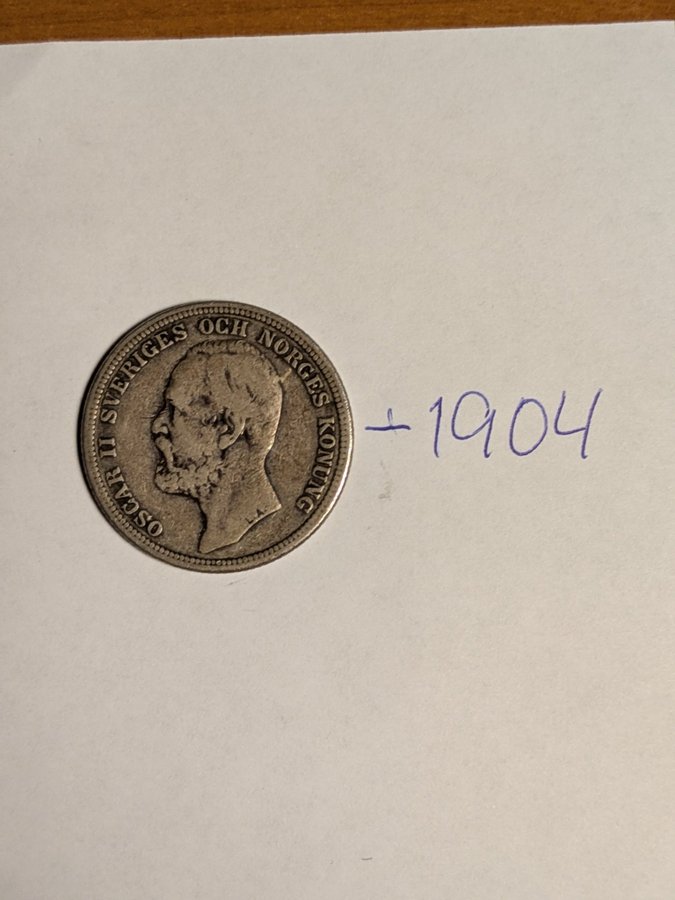 OSCAR II SVERIGES OCH NORGES KONUNG
L.A.
-1904